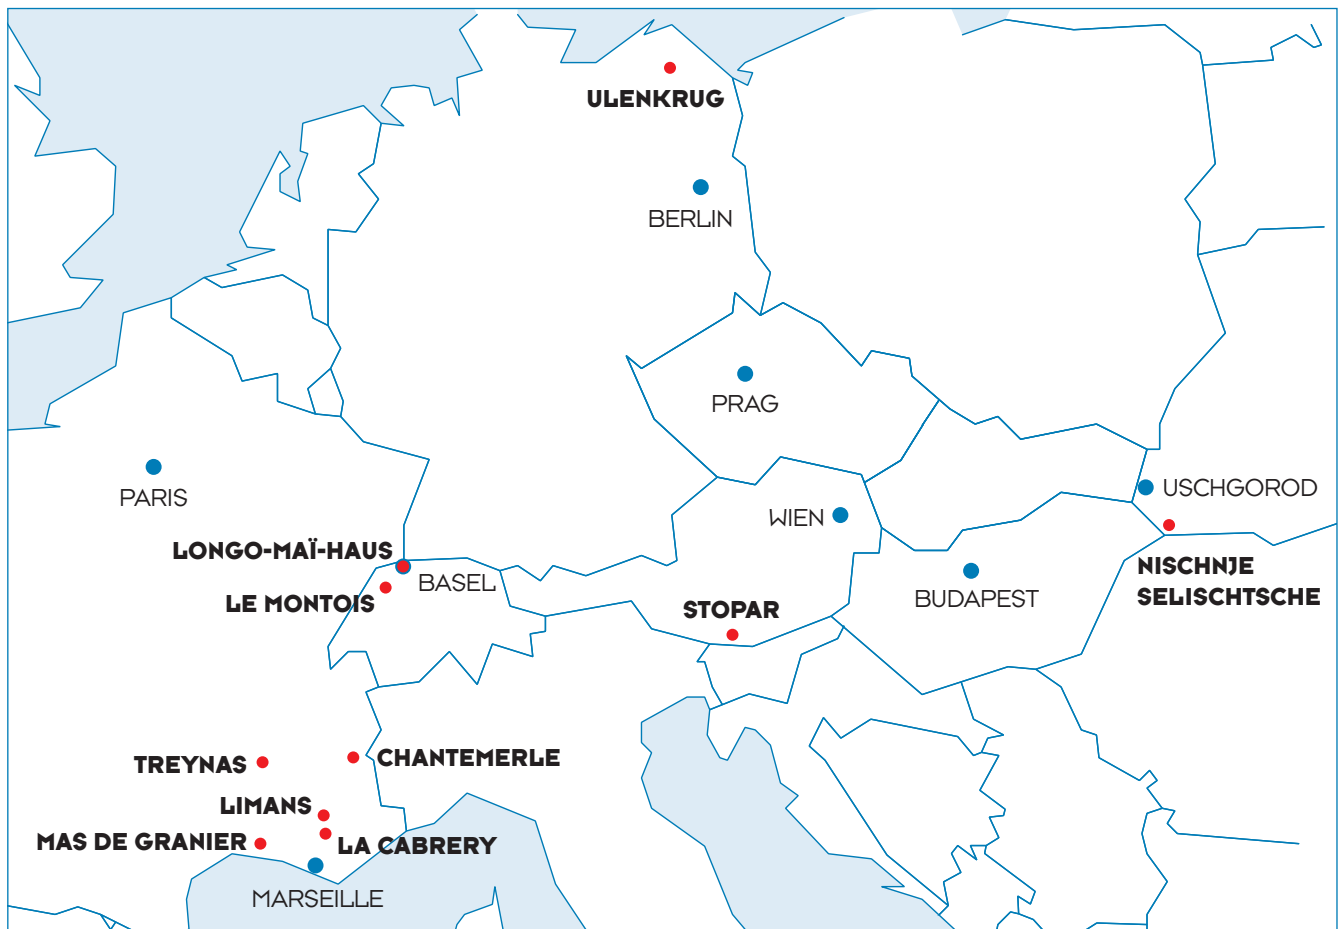 ULENKRUG
BERLIN
PRAG
PARIS
USCHGOROD
WIEN
LONGO-MAÏ-HAUS
BASEL
NISCHNJE
SELISCHTSCHE
LE MONTOIS
BUDAPEST
STOPAR
TREYNAS
CHANTEMERLE
LIMANS
MAS DE GRANIER
LA CABRERY
MARSEILLE